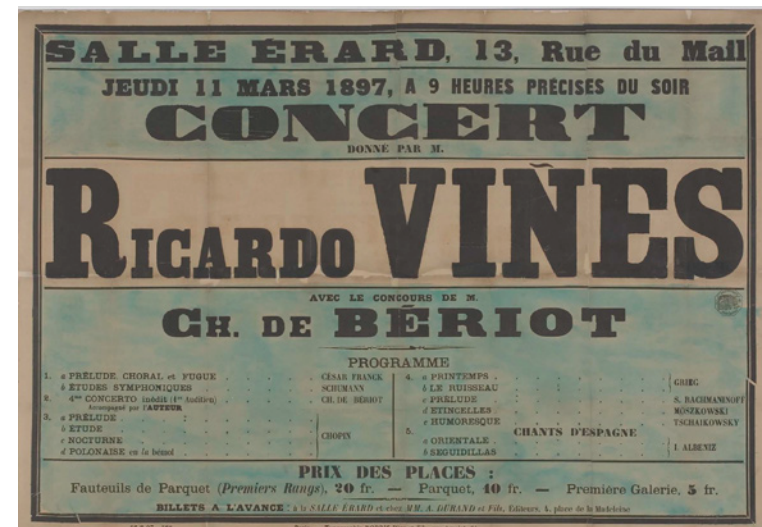 SALLE ÉRARD, 13, Rue du Mail
JEUDI 11 MARS 1897, A 9 HEURES PRÉCISES DU SOIR
CONCERT
DONNÉ PAR M.
RICARDO VIÑES
AVEC LE CONCOURS DE M.
CH. DE BÉRIOT
PROGRAMME
1. a PRÉLUDE CHORAL et FUGUE . . . . CÉSAR FRANCK
b ÉTUDES SYMPHONIQUES . . . . SCHUMANN
2. 4me CONCERTO inédit (1re Audition) . . . CH. DE BÉRIOT
Accompagné par l'AUTEUR
3. a PRÉLUDE . . . .
b ÉTUDE . . . .
c NOCTURNE . . . . CHOPIN
d POLONAISE en la bémol . . . .
4. a PRINTEMPS . . . .
b LE RUISSEAU . . . . GRIEG
c PRÉLUDE . . . . S. RACHMANINOFF
d ETINCELLES . . . . MOSZKOWSKI
e HUMORESQUE . . . . TSCHAIKOWSKY
5. CHANTS D'ESPAGNE
a ORIENTALE . . . .
b SEGUIDILLAS . . . . I. ALBENIZ
PRIX DES PLACES :
Fauteuils de Parquet (Premiers Rangs), 20 fr. — Parquet, 10 fr. — Première Galerie, 5 fr.
BILLETS A L'AVANCE : à la SALLE ÉRARD et chez MM. A. DURAND et Fils, Editeurs, 4, place de la Madeleine